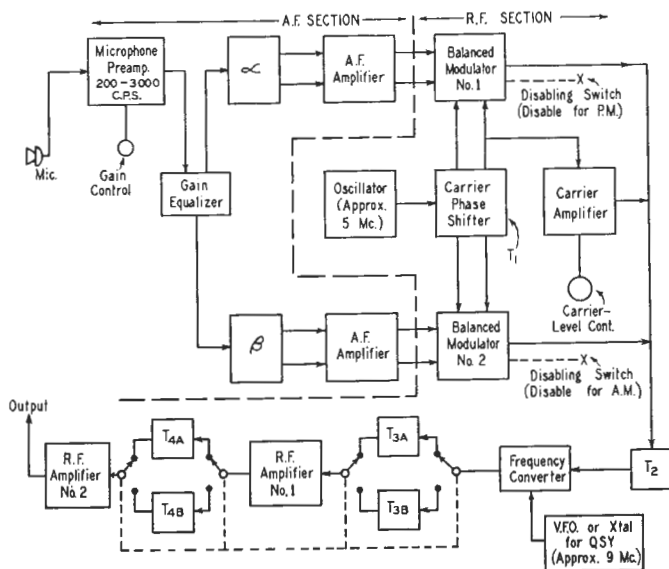 A.F. SECTION
R.F. SECTION
Microphone
Preamp.
200-3000
C.P.S.
Mic.
Gain
Control
Gain
Equalizer
∝
A.F.
Amplifier
Balanced
Modulator
No.1
X
Disabling Switch
(Disable for P.M.)
Oscillator
(Approx.
5 Mc.)
Carrier
Phase
Shifter
T1
Carrier
Amplifier
Carrier-
Level Cont.
β
A.F.
Amplifier
Balanced
Modulator
No. 2
X
Disabling Switch
(Disable for A.M.)
Output
R.F.
Amplifier
No. 2
T4A
T4B
R.F.
Amplifier
No. 1
T3A
T3B
Frequency
Converter
T2
V.F.O. or Xtal
for QSY
(Approx. 9 Mc.)